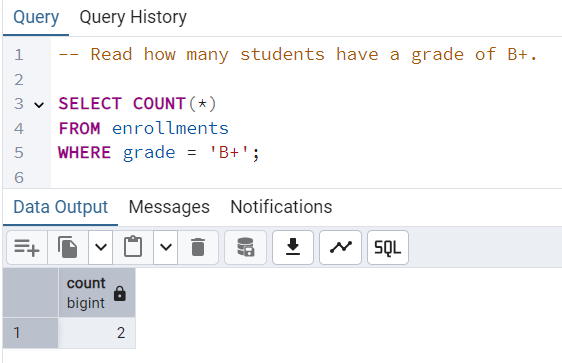 Query Query History
1 -- Read how many students have a grade of B+.
2
3 SELECT COUNT(*)
4 FROM enrollments
5 WHERE grade = 'B+';
6
Data Output Messages Notifications
SQL
count
bigint
1 2